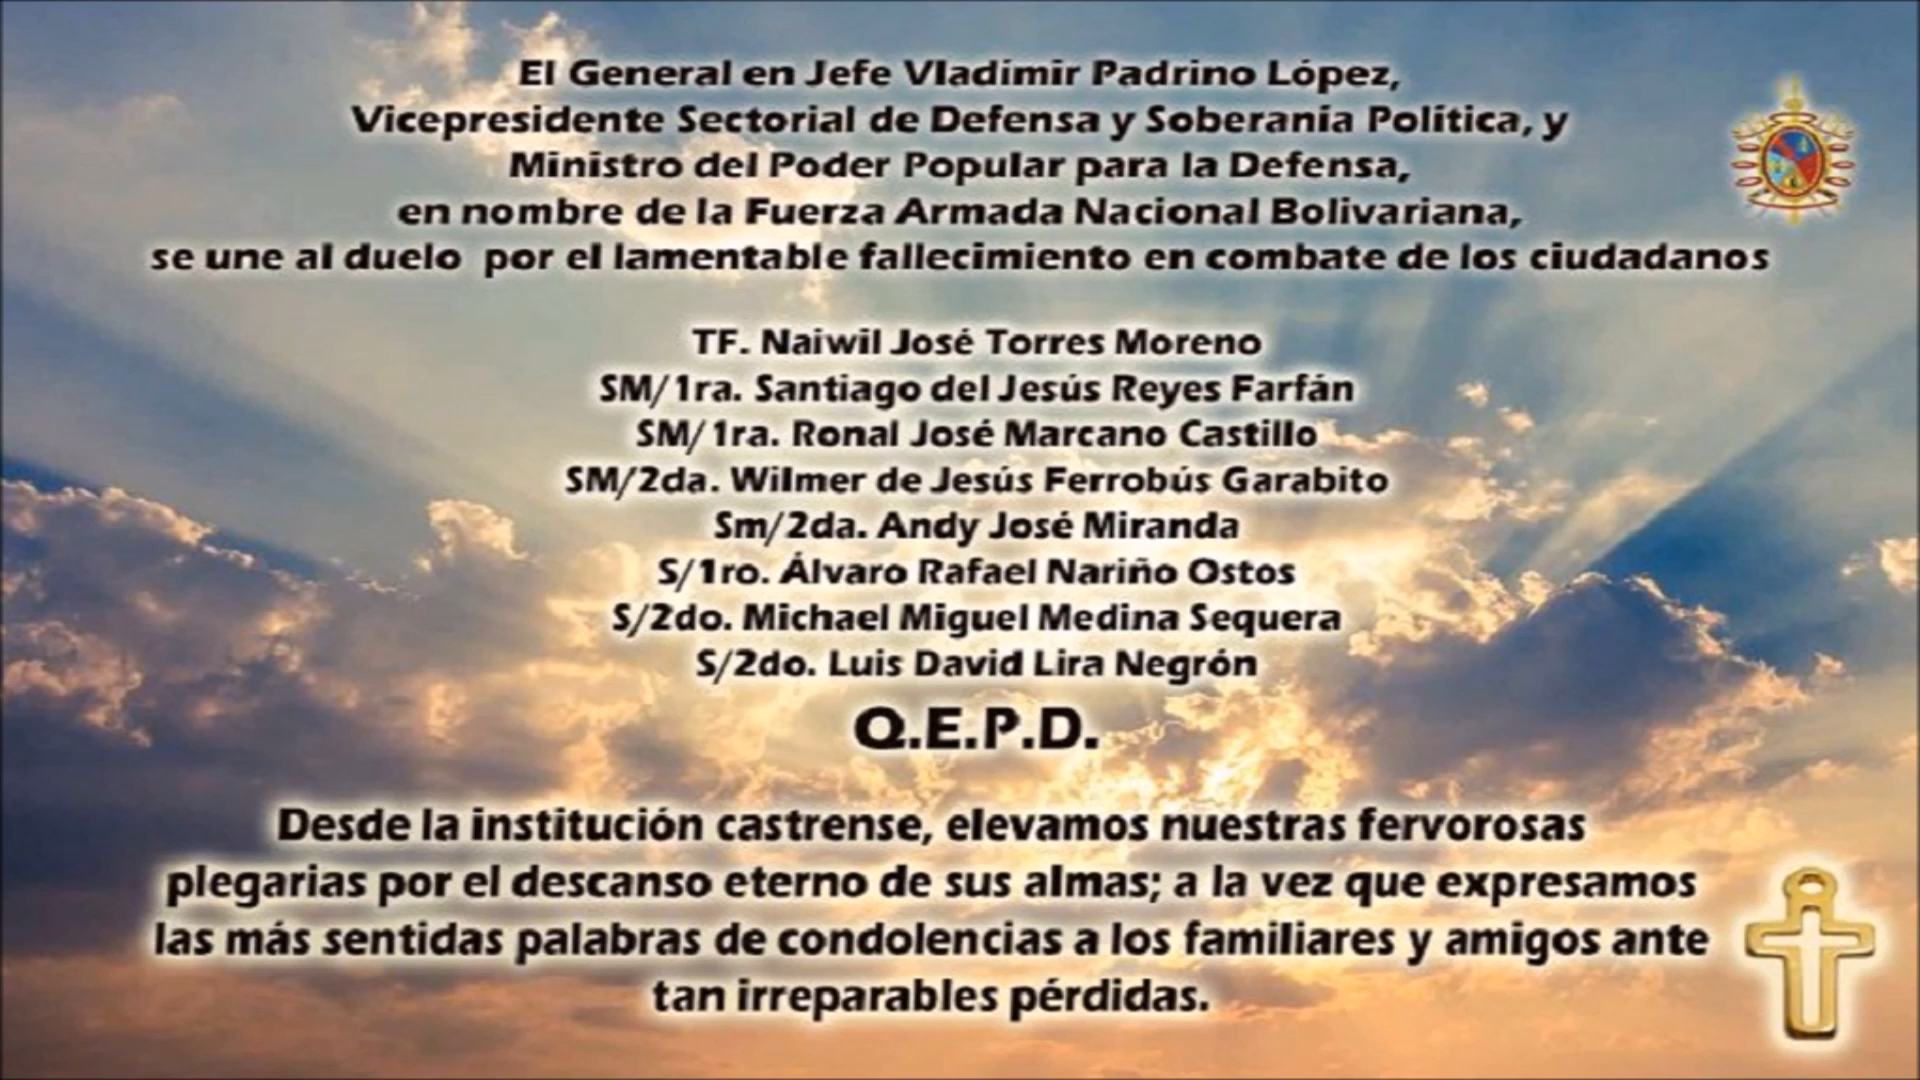 El General en Jefe Vladímir Padrino López,
Vicepresidente Sectorial de Defensa y Soberanía Política, y
Ministro del Poder Popular para la Defensa,
en nombre de la Fuerza Armada Nacional Bolivariana,
se une al duelo por el lamentable fallecimiento en combate de los ciudadanos
TF. Naiwil José Torres Moreno
SM/1ra. Santiago del Jesús Reyes Farfán
SM/1ra. Ronal José Marcano Castillo
SM/2da. Wilmer de Jesús Ferrobús Garabito
Sm/2da. Andy José Miranda
S/1ro. Álvaro Rafael Nariño Ostos
S/2do. Michael Miguel Medina Sequera
S/2do. Luis David Lira Negrón
Q.E.P.D.
Desde la institución castrense, elevamos nuestras fervorosas
plegarias por el descanso eterno de sus almas; a la vez que expresamos
las más sentidas palabras de condolencias a los familiares y amigos ante
tan irreparables pérdidas.